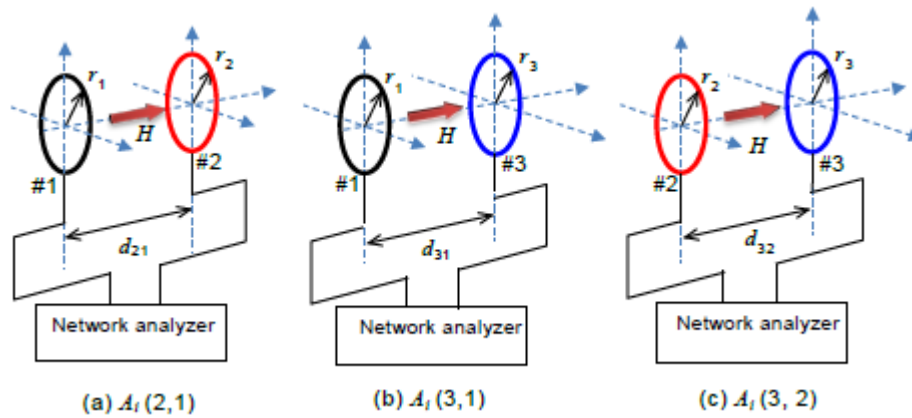 r₁
r₂
H
#1
#2
d₂₁
Network analyzer
(a) Aᵢ (2,1)
r₁
r₃
H
#1
#3
d₃₁
Network analyzer
(b) Aᵢ (3,1)
r₂
r₃
H
#2
#3
d₃₂
Network analyzer
(c) Aᵢ (3, 2)